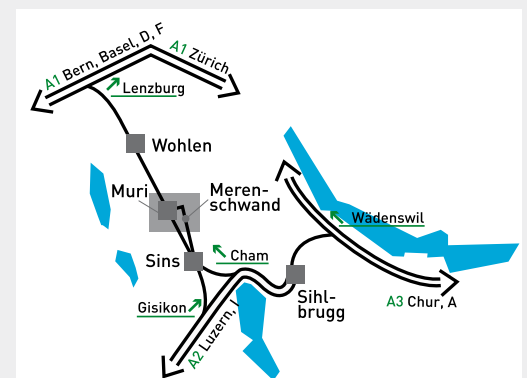 A1 Bern, Basel, D, F
A1 Zürich
Lenzburg
Wohlen
Muri
Meren-
schwand
Wädenswil
Cham
Sins
Gisikon
Sihl-
brugg
A3 Chur, A
A2 Luzern, I